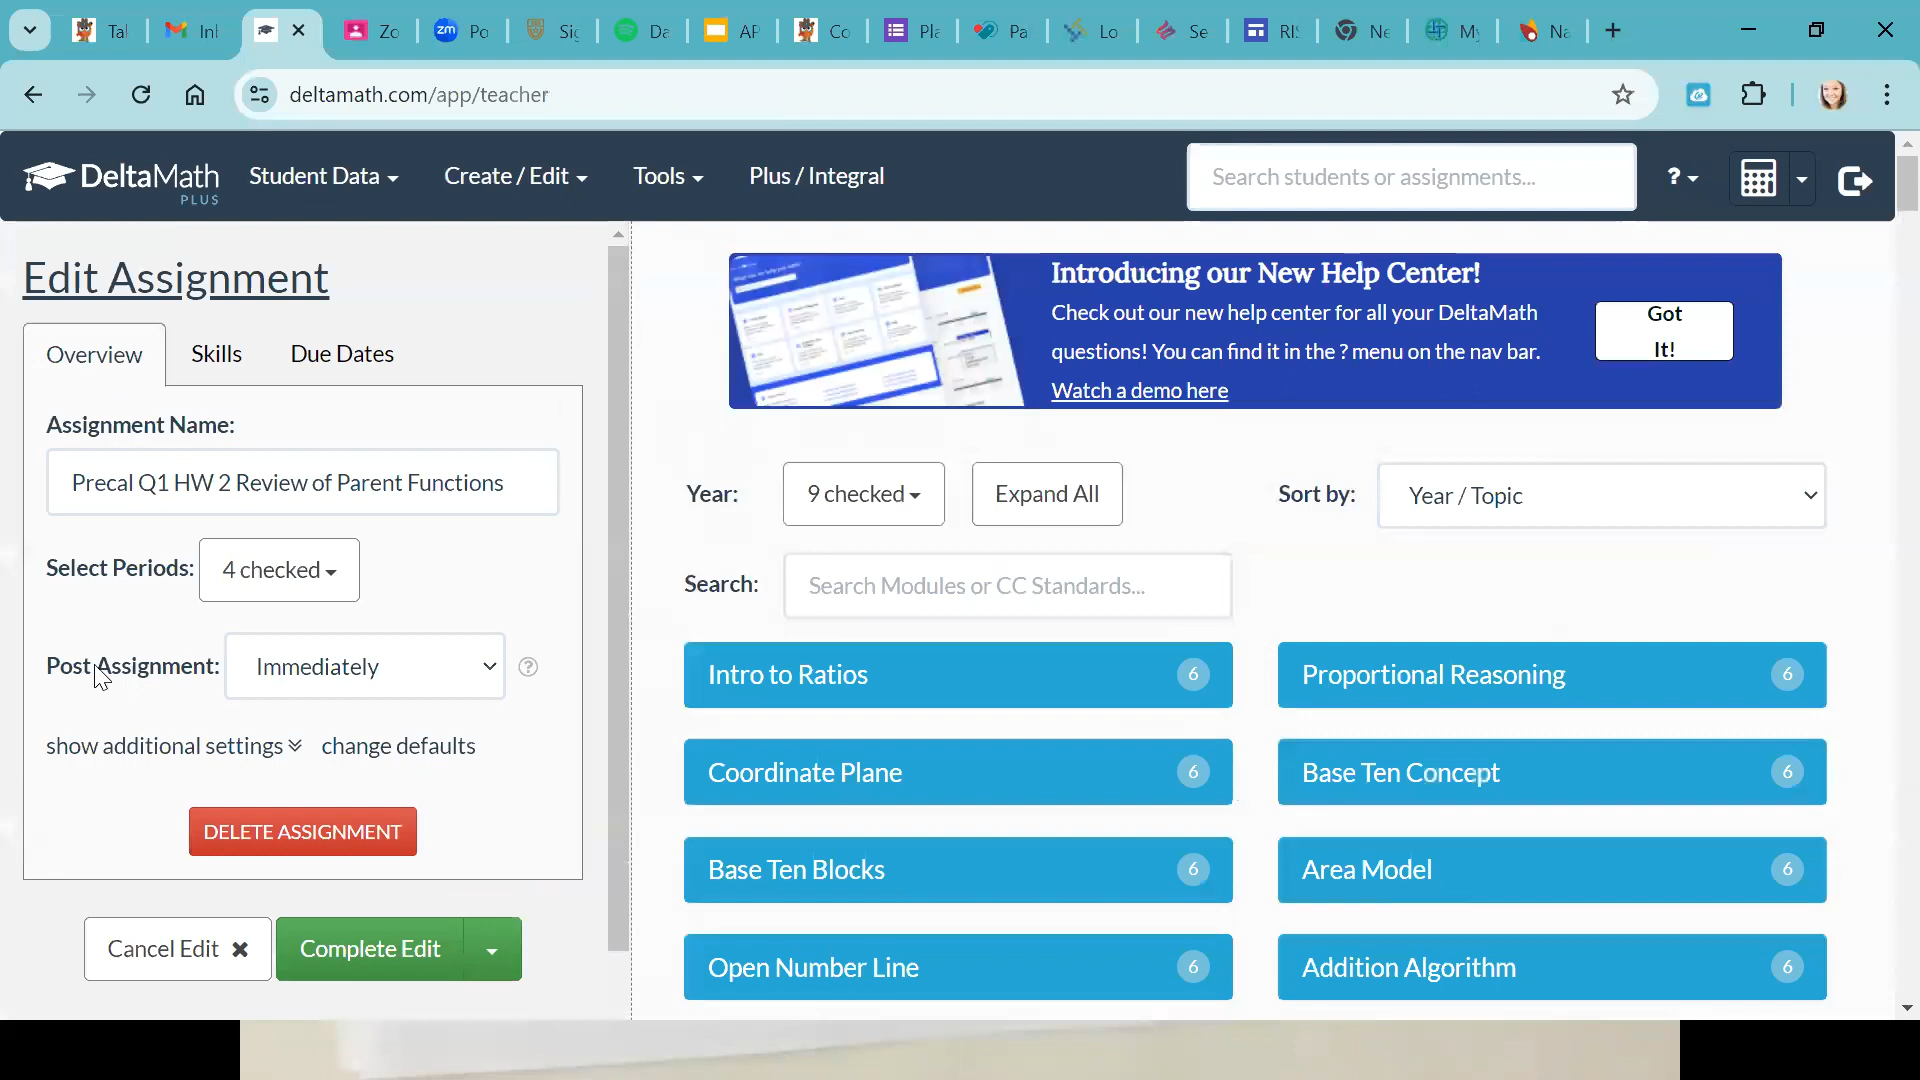 Tal
Inl
Zo
zm Po
Sig
Da
AP
Co
Pla
Pa
Lo
Se
RIS
Ne
My
Na
deltamath.com/app/teacher
DeltaMath
PLUS
Student Data
Create / Edit
Tools
Plus / Integral
Search students or assignments...
?
Edit Assignment
Overview
Skills
Due Dates
Assignment Name:
Precal Q1 HW 2 Review of Parent Functions
Select Periods:
4 checked
Post Assignment:
Immediately
?
show additional settings
change defaults
DELETE ASSIGNMENT
Cancel Edit
Complete Edit
Introducing our New Help Center!
Check out our new help center for all your DeltaMath
questions! You can find it in the ? menu on the nav bar.
Watch a demo here
Got
It!
Year:
9 checked
Expand All
Sort by:
Year / Topic
Search:
Search Modules or CC Standards...
Intro to Ratios 6
Proportional Reasoning 6
Coordinate Plane 6
Base Ten Concept 6
Base Ten Blocks 6
Area Model 6
Open Number Line 6
Addition Algorithm 6